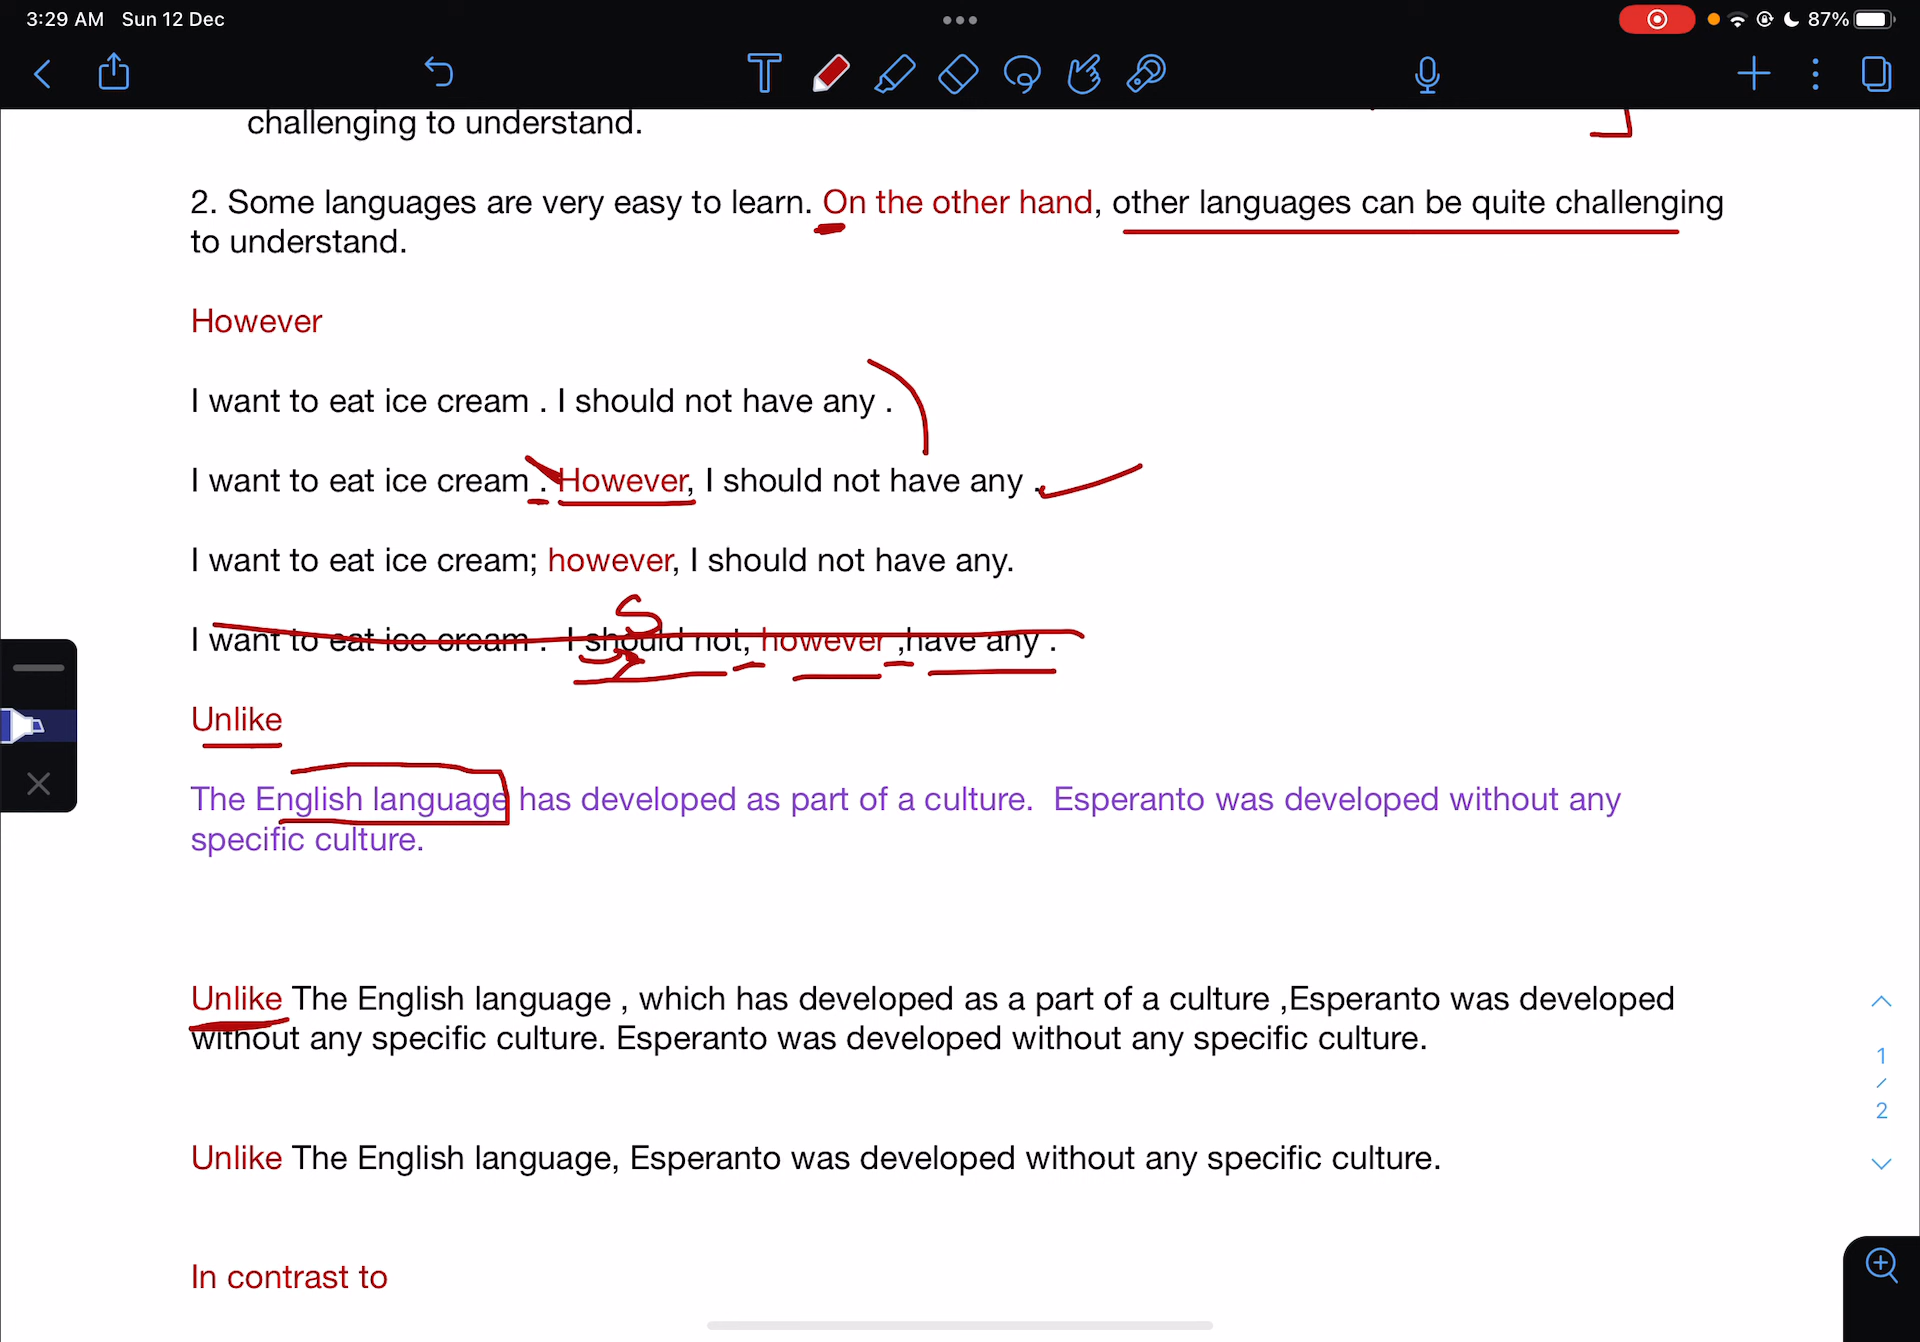 3:29 AM Sun 12 Dec
87%
challenging to understand.
2. Some languages are very easy to learn. On the other hand, other languages can be quite challenging
to understand.
However
I want to eat ice cream . I should not have any .
I want to eat ice cream . However, I should not have any .
I want to eat ice cream; however, I should not have any.
S
I want to eat ice cream . I should not, however ,have any .
Unlike
The English language has developed as part of a culture. Esperanto was developed without any
specific culture.
Unlike The English language , which has developed as a part of a culture ,Esperanto was developed
without any specific culture. Esperanto was developed without any specific culture.
1
/
2
Unlike The English language, Esperanto was developed without any specific culture.
In contrast to